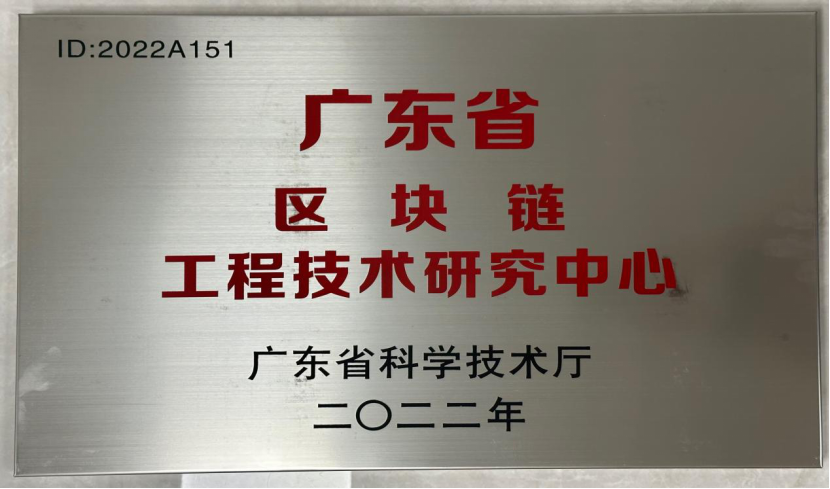 ID:2022A151
广东省
区块链
工程技术研究中心
广东省科学技术厅
二〇二二年